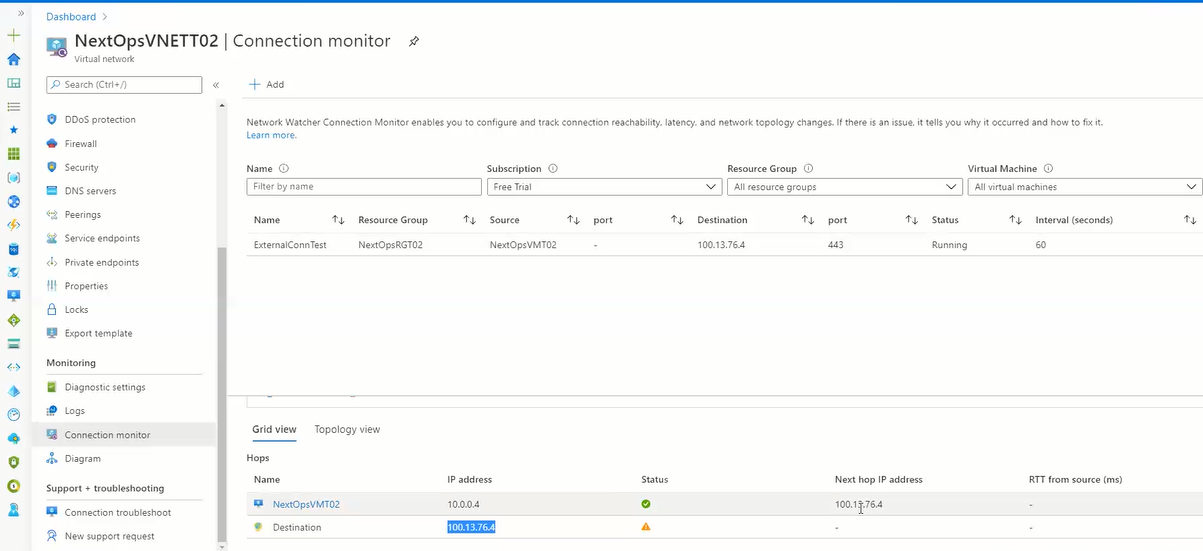 Dashboard >
NextOpsVNETT02 | Connection monitor
Virtual network
Search (Ctrl+/)
«
»
Add
DDoS protection
Firewall
Security
DNS servers
Peerings
Service endpoints
Private endpoints
Properties
Locks
Export template
Monitoring
Diagnostic settings
Logs
Connection monitor
Diagram
Support + troubleshooting
Connection troubleshoot
New support request
Network Watcher Connection Monitor enables you to configure and track connection reachability, latency, and network topology changes. If there is an issue, it tells you why it occurred and how to fix it.
Learn more.
Name Subscription Resource Group Virtual Machine
Filter by name Free Trial All resource groups All virtual machines
Name Resource Group Source port Destination port Status Interval (seconds)
ExternalConnTest NextOpsRGT02 NextOpsVMT02 - 100.13.76.4 443 Running 60
Grid view Topology view
Hops
Name IP address Status Next hop IP address RTT from source (ms)
NextOpsVMT02 10.0.0.4 100.13.76.4 -
Destination 100.13.76.4 - -